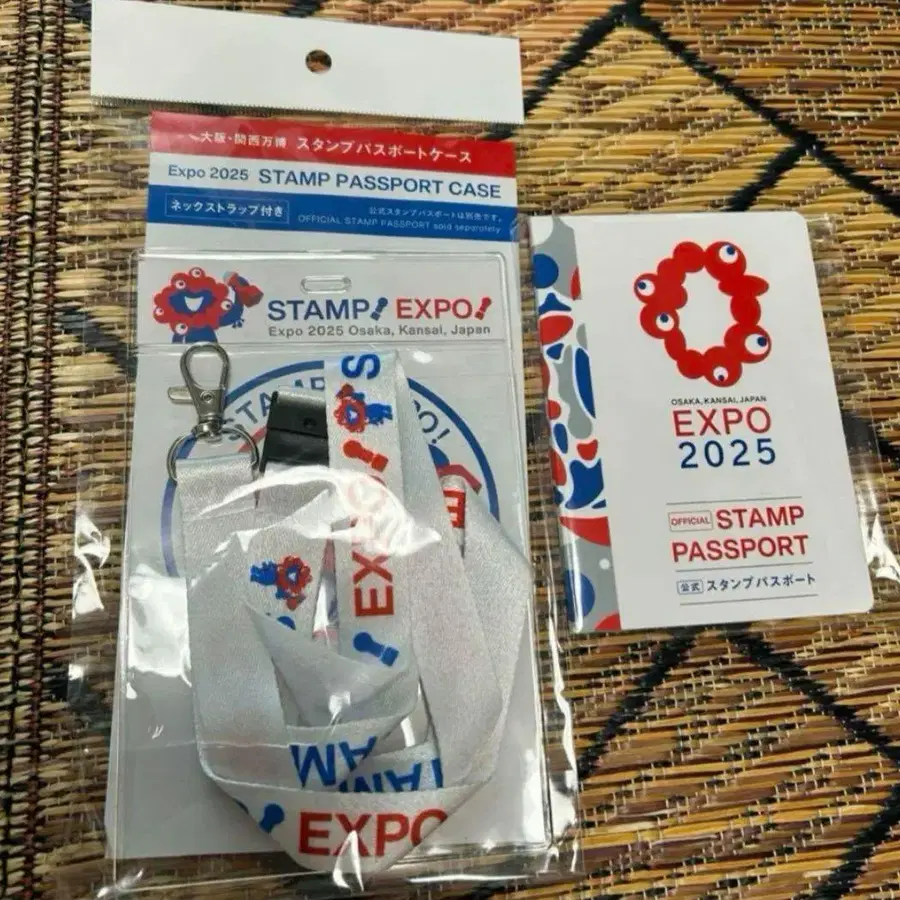 大阪・関西万博 スタンプパスポートケース
Expo 2025 STAMP PASSPORT CASE
ネックストラップ付き
公式スタンプパスポートは別売です。
OFFICIAL STAMP PASSPORT sold separately
STAMP! EXPO!
Expo 2025 Osaka, Kansai, Japan
STAMP
O!
S
EXPO!
AM
TAM
EXPO
OSAKA, KANSAI, JAPAN
EXPO
2025
OFFICIAL STAMP
PASSPORT
公式 スタンプパスポート